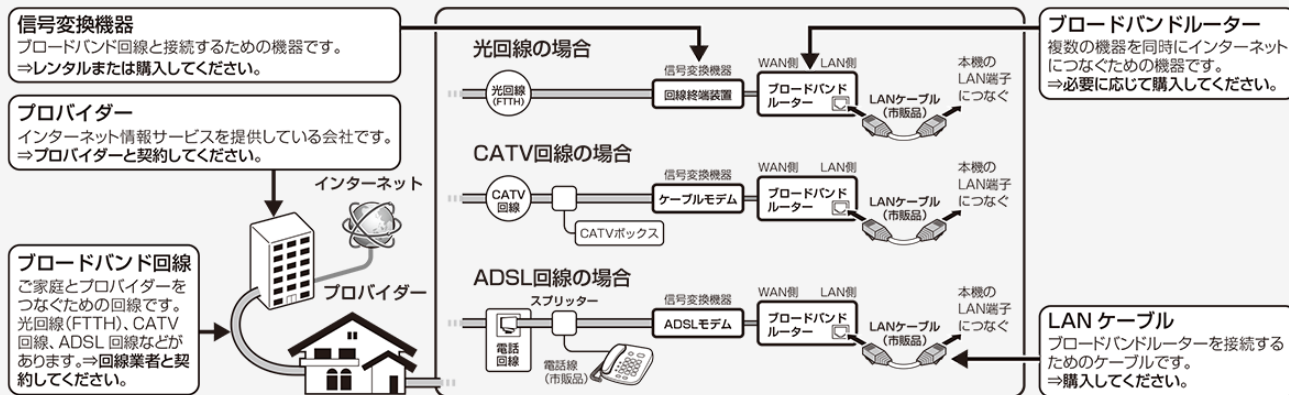 信号変換機器
ブロードバンド回線と接続するための機器です。
⇒レンタルまたは購入してください。
プロバイダー
インターネット情報サービスを提供している会社です。
⇒プロバイダーと契約してください。
インターネット
プロバイダー
ブロードバンド回線
ご家庭とプロバイダーを
つなぐための回線です。
光回線(FTTH)、CATV
回線、ADSL 回線などが
あります。⇒回線業者と契
約してください。
光回線の場合
光回線
(FTTH)
信号変換機器
回線終端装置
WAN側 LAN側
ブロードバンド
ルーター
LANケーブル
(市販品)
本機の
LAN端子
につなぐ
CATV回線の場合
CATV
回線
CATVボックス
信号変換機器
ケーブルモデム
WAN側 LAN側
ブロードバンド
ルーター
LANケーブル
(市販品)
本機の
LAN端子
につなぐ
ADSL回線の場合
電話
回線
スプリッター
電話線
(市販品)
信号変換機器
ADSLモデム
WAN側 LAN側
ブロードバンド
ルーター
LANケーブル
(市販品)
本機の
LAN端子
につなぐ
ブロードバンドルーター
複数の機器を同時にインターネット
につなぐための機器です。
⇒必要に応じて購入してください。
LAN ケーブル
ブロードバンドルーターを接続する
ためのケーブルです。
⇒購入してください。